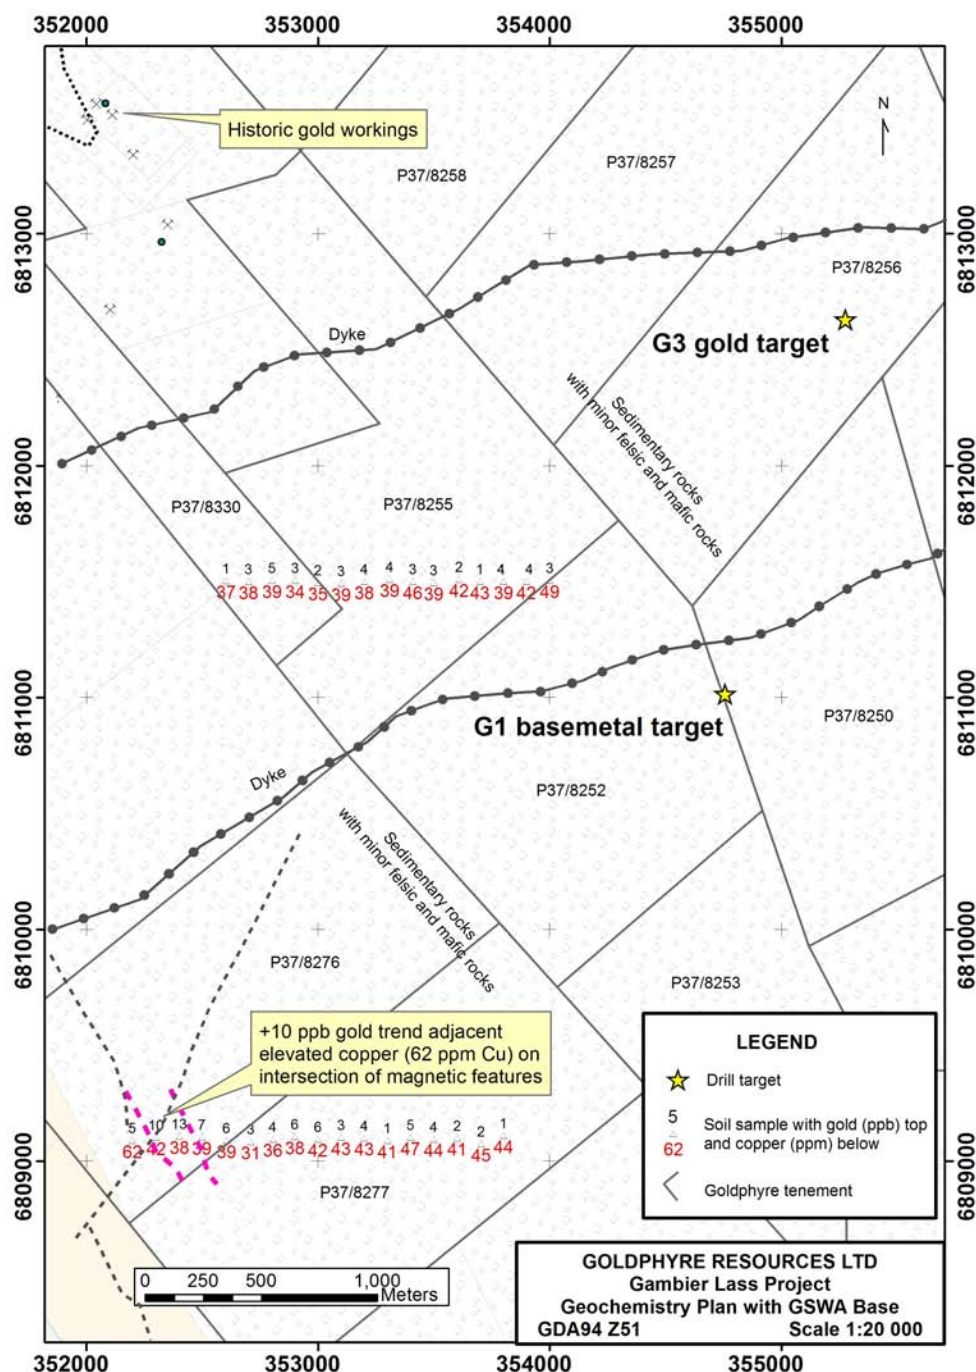 352000 353000 354000 355000
Historic gold workings
N
P37/8258
P37/8257
6813000
6813000
P37/8256
Dyke
G3 gold target
Sedimentary rocks
with minor felsic and mafic rocks
6812000
6812000
P37/8330
P37/8255
1 3 5 3 2 3 4 4 3 3 2 1 4 4 3
37 38 39 34 35 39 38 39 46 39 42 43 39 42 49
6811000
6811000
G1 basemetal target
P37/8250
Dyke
P37/8252
Sedimentary rocks
with minor felsic and mafic rocks
6810000
6810000
P37/8276
P37/8253
+10 ppb gold trend adjacent
elevated copper (62 ppm Cu) on
intersection of magnetic features
5 10 13 7 6 3 4 6 6 3 4 1 5 4 2 2 1
62 42 38 39 39 31 36 38 42 43 43 41 47 44 41 45 44
6809000
6809000
P37/8277
LEGEND
Drill target
5
62
Soil sample with gold (ppb) top
and copper (ppm) below
Goldphyre tenement
0 250 500 1,000
Meters
GOLDPHYRE RESOURCES LTD
Gambier Lass Project
Geochemistry Plan with GSWA Base
GDA94 Z51 Scale 1:20 000
352000 353000 354000 355000